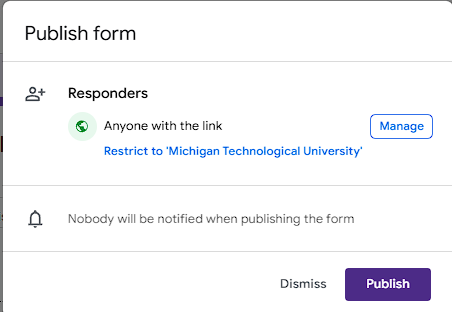 Publish form
Responders
Anyone with the link
Manage
Restrict to 'Michigan Technological University'
Nobody will be notified when publishing the form
Dismiss
Publish